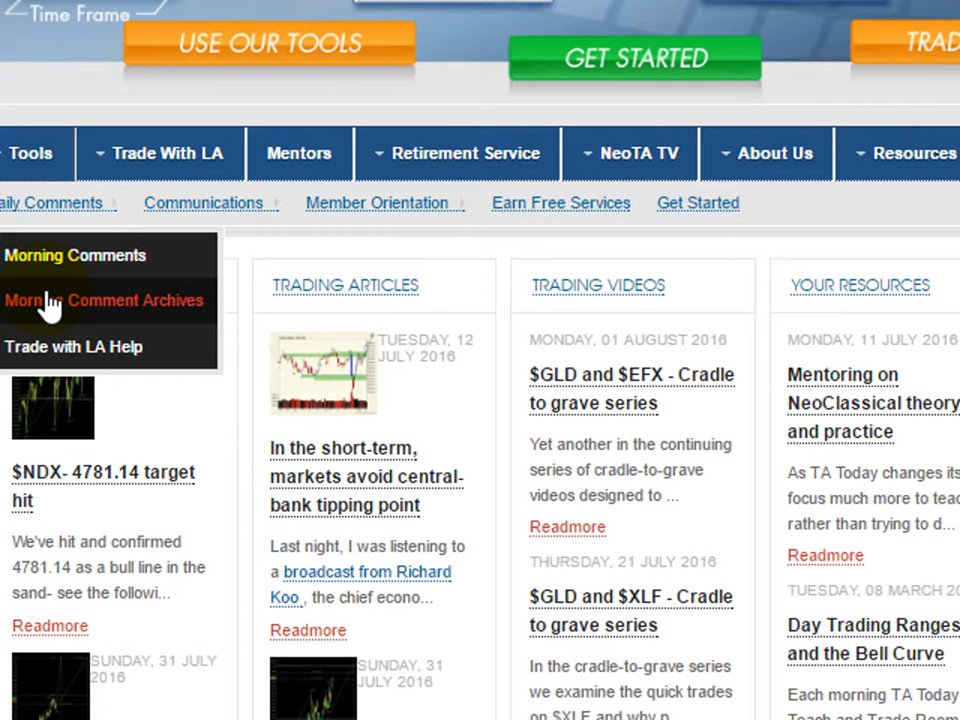 Time Frame
USE OUR TOOLS
GET STARTED
TRAD
Tools
Trade With LA
Mentors
Retirement Service
NeoTA TV
About Us
Resources
aily Comments
Communications
Member Orientation
Earn Free Services
Get Started
Morning Comments
Morning Comment Archives
Trade with LA Help
$NDX- 4781.14 target
hit
We've hit and confirmed
4781.14 as a bull line in the
sand- see the followi...
Readmore
SUNDAY, 31 JULY
2016
TRADING ARTICLES
TUESDAY, 12
JULY 2016
In the short-term,
markets avoid central-
bank tipping point
Last night, I was listening to
a broadcast from Richard
Koo , the chief econo...
Readmore
SUNDAY, 31
JULY 2016
TRADING VIDEOS
MONDAY, 01 AUGUST 2016
$GLD and $EFX - Cradle
to grave series
Yet another in the continuing
series of cradle-to-grave
videos designed to ...
Readmore
THURSDAY, 21 JULY 2016
$GLD and $XLF - Cradle
to grave series
In the cradle-to-grave series
we examine the quick trades
on $XLF and why p
YOUR RESOURCES
MONDAY, 11 JULY 2016
Mentoring on
NeoClassical theory
and practice
As TA Today changes its
focus much more to teac
rather than trying to d...
Readmore
TUESDAY, 08 MARCH 20
Day Trading Ranges
and the Bell Curve
Each morning TA Today
Teach and Trade Room